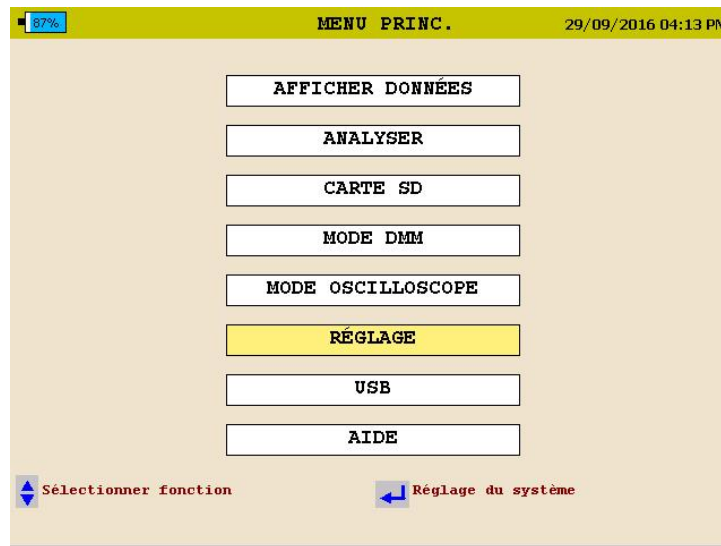 87% MENU PRINC. 29/09/2016 04:13 PM
AFFICHER DONNÉES
ANALYSER
CARTE SD
MODE DMM
MODE OSCILLOSCOPE
RÉGLAGE
USB
AIDE
Sélectionner fonction Réglage du système